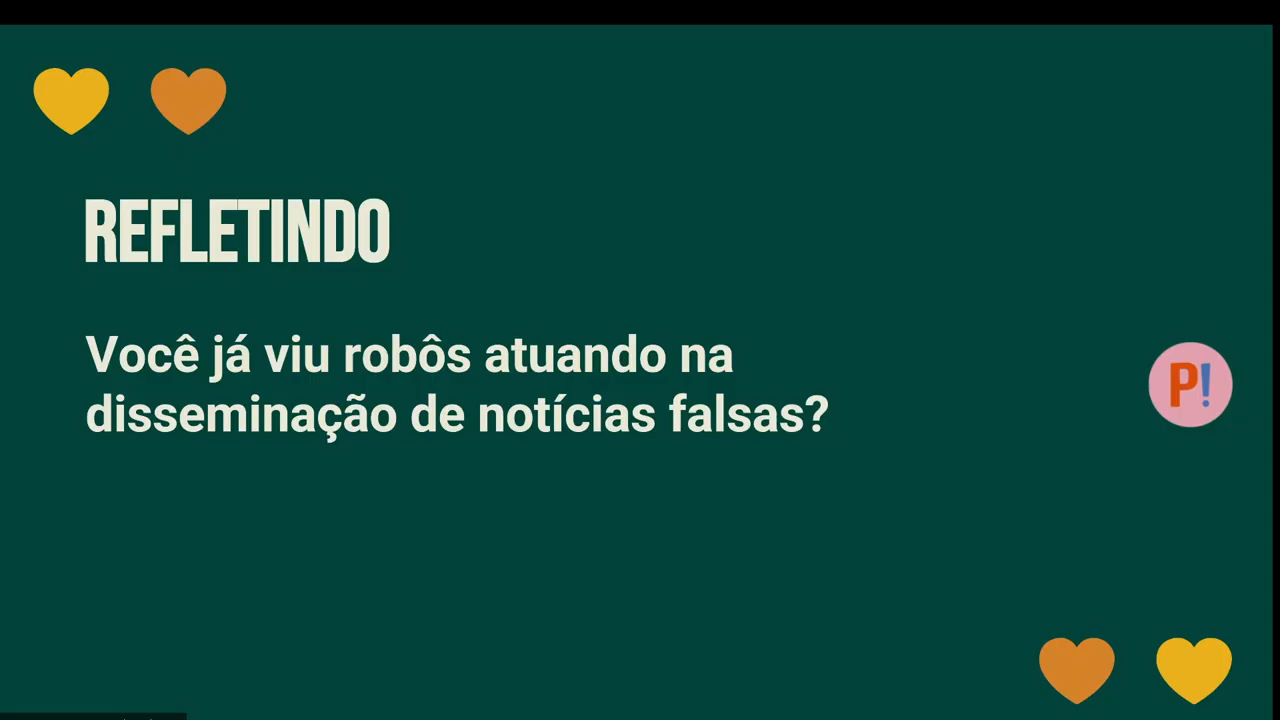 REFLETINDO
Você já viu robôs atuando na
disseminação de notícias falsas?
P!